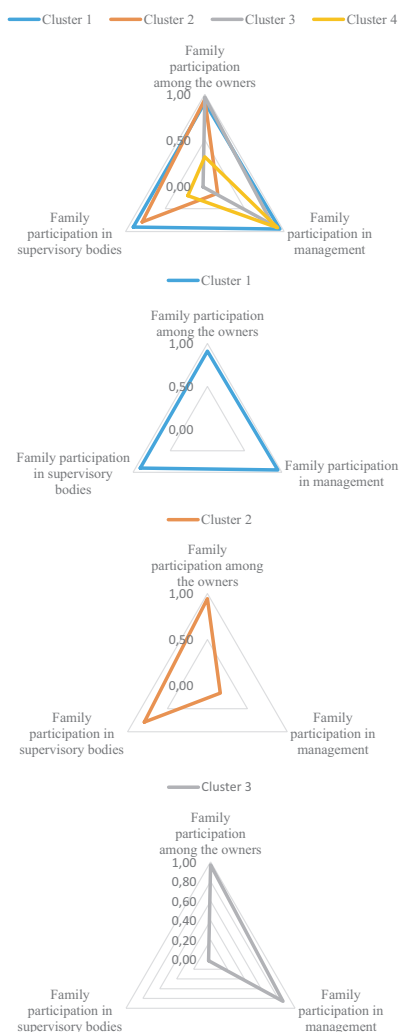 Cluster 1 Cluster 2 Cluster 3 Cluster 4
Family
participation
among the owners
1,00
0,50
0,00
Family
participation in
supervisory bodies
Family
participation in
management
Cluster 1
Family participation
among the owners
1,00
0,50
0,00
Family participation
in supervisory
bodies
Family participation
in management
Cluster 2
Family
participation among
the owners
1,00
0,50
0,00
Family
participation in
supervisory bodies
Family
participation in
management
Cluster 3
Family
participation
among the owners
1,00
0,80
0,60
0,40
0,20
0,00
Family
participation in
supervisory bodies
Family
participation in
management